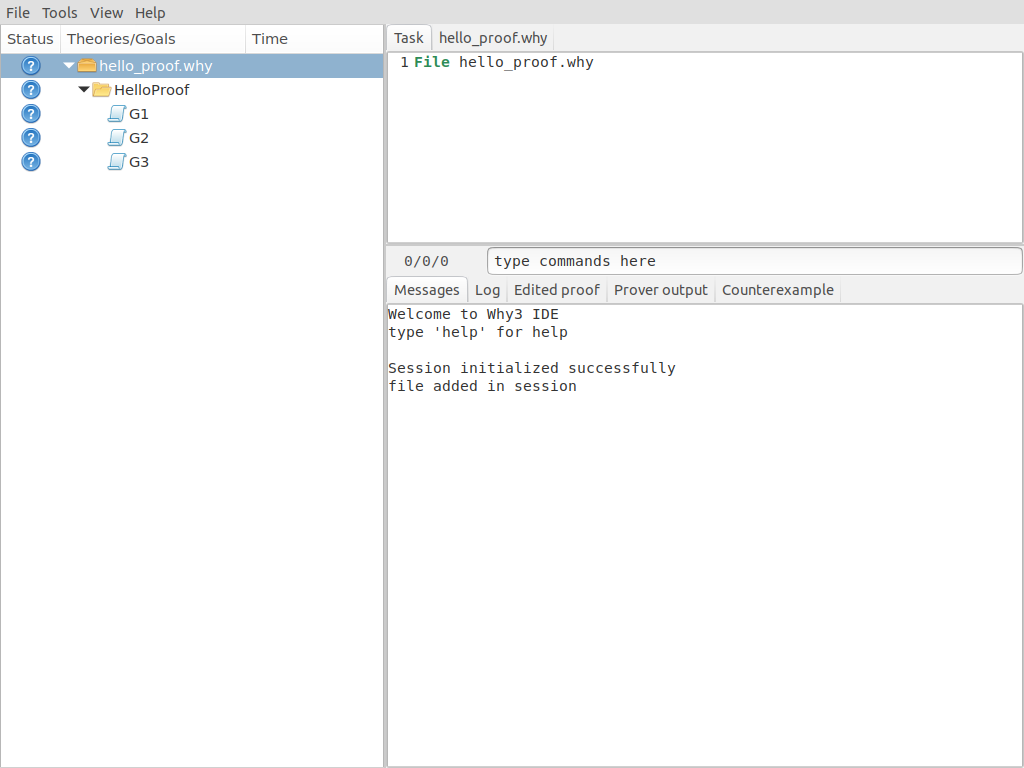 File Tools View Help
Status Theories/Goals Time
? hello_proof.why
? HelloProof
? G1
? G2
? G3
Task hello_proof.why
1 File hello_proof.why
0/0/0 type commands here
Messages Log Edited proof Prover output Counterexample
Welcome to Why3 IDE
type 'help' for help
Session initialized successfully
file added in session